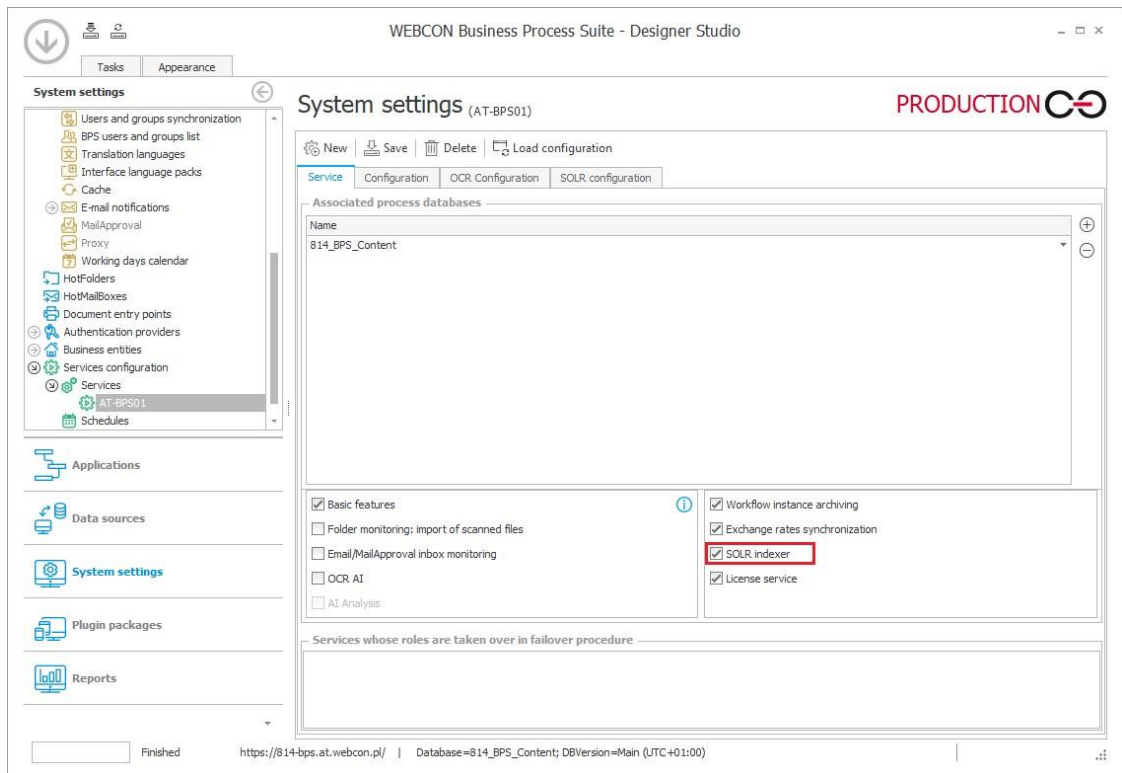 WEBCON Business Process Suite - Designer Studio
Tasks Appearance
System settings
Users and groups synchronization
BPS users and groups list
Translation languages
Interface language packs
Cache
E-mail notifications
MailApproval
Proxy
Working days calendar
HotFolders
HotMailBoxes
Document entry points
Authentication providers
Business entities
Services configuration
Services
AT-BPS01
Schedules
Applications
Data sources
System settings
Plugin packages
Reports
System settings (AT-BPS01)
PRODUCTION
New Save Delete Load configuration
Service Configuration OCR Configuration SOLR configuration
Associated process databases
Name
814_BPS_Content
Basic features
Folder monitoring: import of scanned files
Email/MailApproval inbox monitoring
OCR AI
AI Analysis
Workflow instance archiving
Exchange rates synchronization
SOLR indexer
License service
Services whose roles are taken over in failover procedure
Finished https://814-bps.at.webcon.pl/ | Database=814_BPS_Content; DBVersion=Main (UTC+01:00)